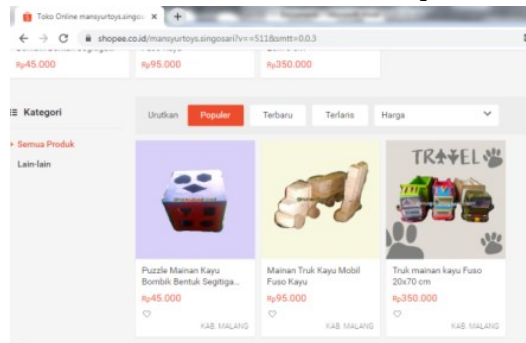 Toko Online mansyurtoys.singo
shopee.co.id/mansyurtoys.singosari?v==511&smtt=0.0.3
Rp45.000
Rp95.000
Rp350.000
Kategori
Semua Produk
Lain-lain
Urutkan
Populer
Terbaru
Terlaris
Harga
TRAVEL
Puzzle Mainan Kayu
Bombik Bentuk Segitiga...
Rp45.000
KAB. MALANG
Mainan Truk Kayu Mobil
Fuso Kayu
Rp95.000
KAB. MALANG
Truk mainan kayu Fuso
20x70 cm
Rp350.000
KAB. MALANG